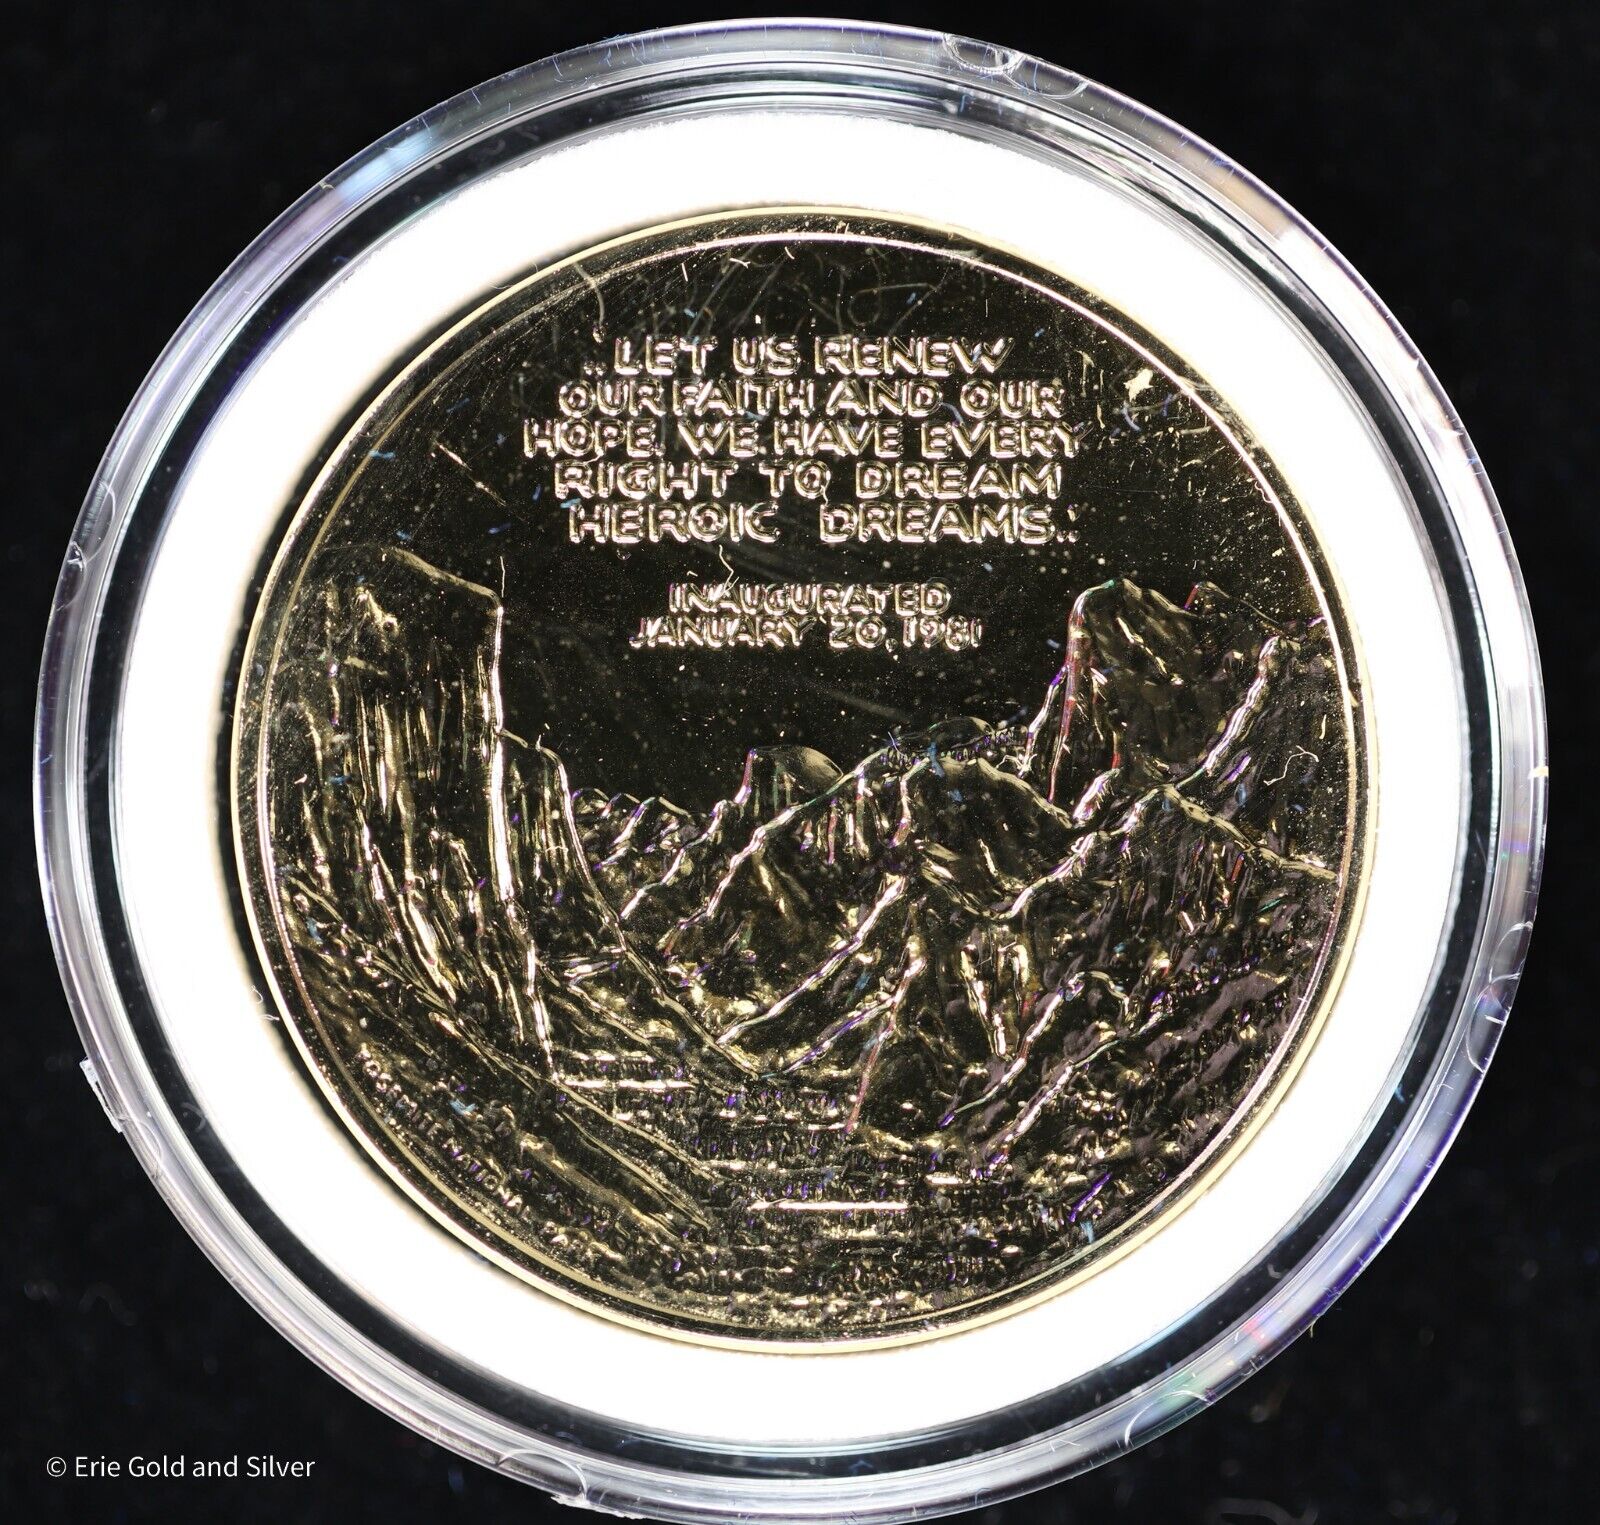 ..LET US RENEW
OUR FAITH AND OUR
HOPE. WE HAVE EVERY
RIGHT TO DREAM
HEROIC DREAMS..
INAUGURATED
JANUARY 20, 1981
YOSEMITE NATIONAL PARK
© Erie Gold and Silver